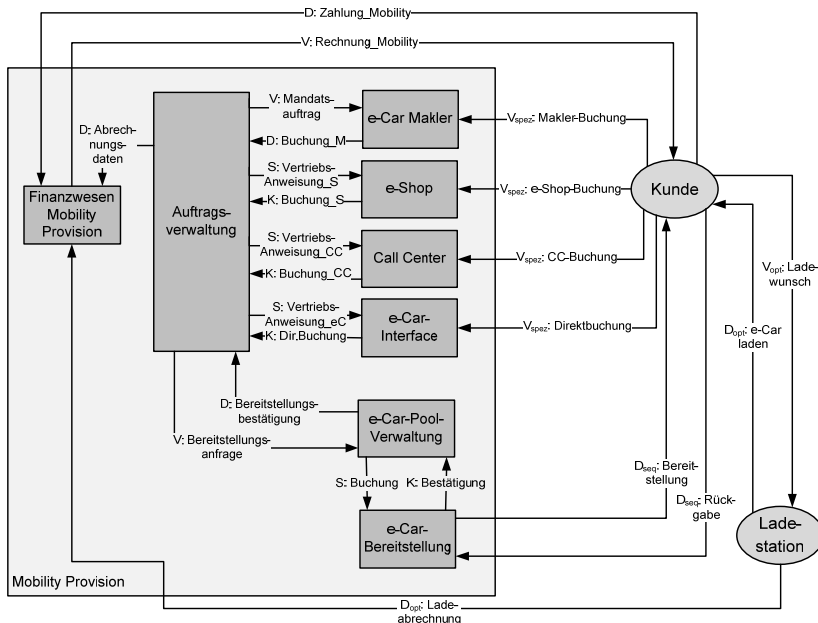 D: Zahlung_Mobility
V: Rechnung_Mobility
V: Mandats-
auftrag
e-Car Makler
Vspez: Makler-Buchung
D: Abrech-
nungs-
daten
D: Buchung_M
S: Vertriebs-
Anweisung_S
e-Shop
Vspez: e-Shop-Buchung
Kunde
K: Buchung_S
Finanzwesen
Mobility
Provision
Auftrags-
verwaltung
S: Vertriebs-
Anweisung_CC
Call Center
Vspez: CC-Buchung
K: Buchung_CC
Vopt: Lade-
wunsch
S: Vertriebs-
Anweisung_eC
e-Car-
Interface
Vspez: Direktbuchung
K: Dir.Buchung
Dopt: e-Car
laden
D: Bereitstellungs-
bestätigung
e-Car-Pool-
Verwaltung
V: Bereitstellungs-
anfrage
S: Buchung
K: Bestätigung
Dseq: Bereit-
stellung
Dseq: Rück-
gabe
e-Car-
Bereitstellung
Lade-
station
Mobility Provision
Dopt: Lade-
abrechnung